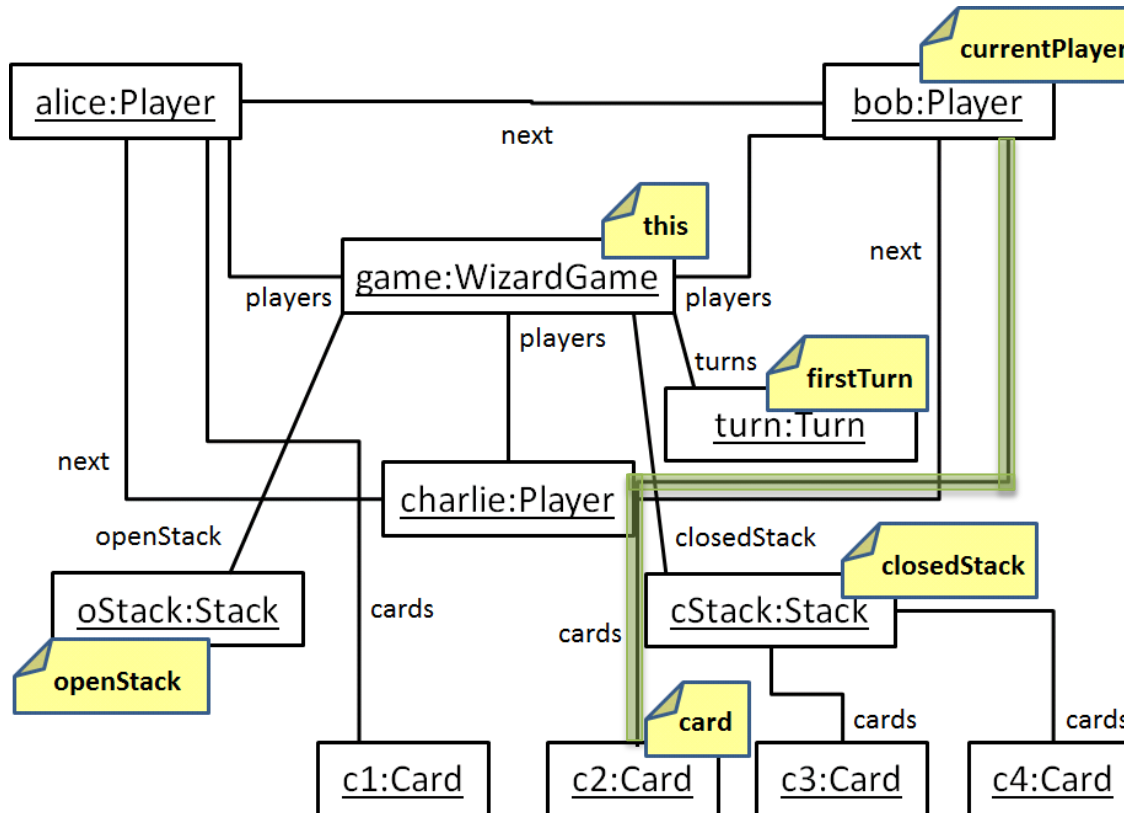 currentPlayer
alice:Player
bob:Player
next
this
next
game:WizardGame
players
players
players
turns
firstTurn
turn:Turn
next
charlie:Player
openStack
closedStack
closedStack
oStack:Stack
cards
cards
cStack:Stack
openStack
card
cards
cards
c1:Card
c2:Card
c3:Card
c4:Card